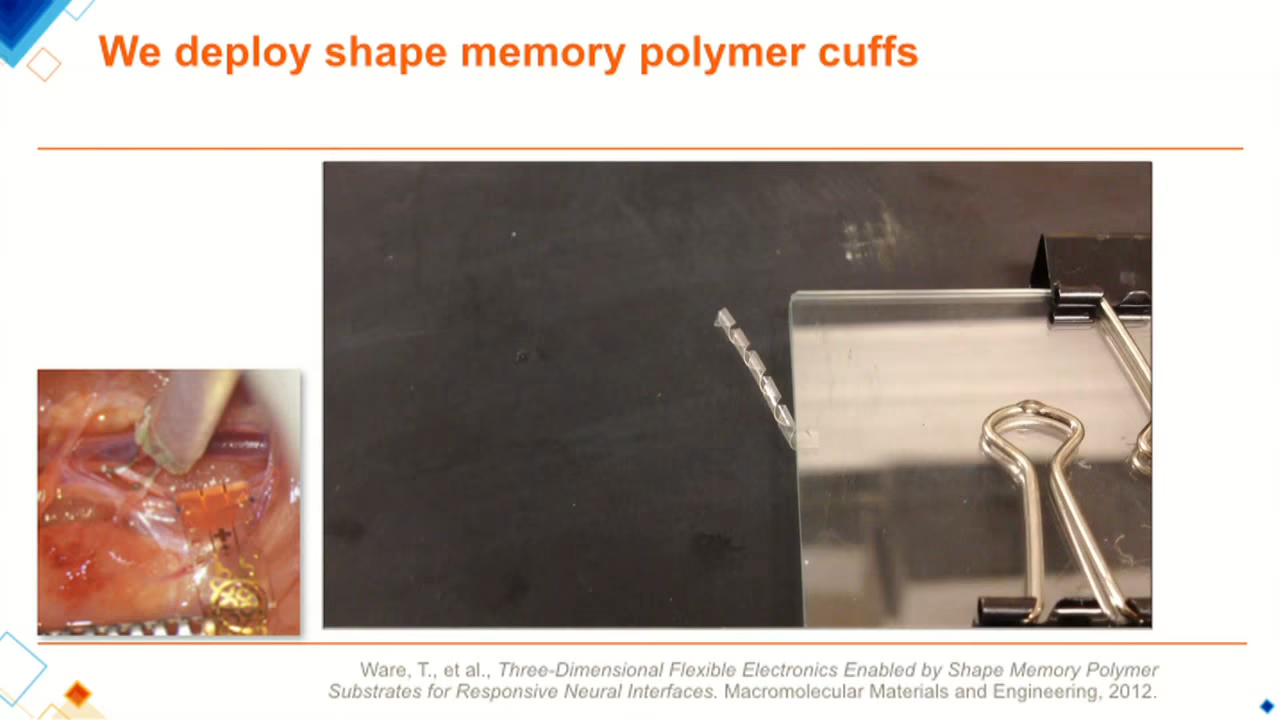 We deploy shape memory polymer cuffs
Ware, T., et al., Three-Dimensional Flexible Electronics Enabled by Shape Memory Polymer
Substrates for Responsive Neural Interfaces. Macromolecular Materials and Engineering, 2012.